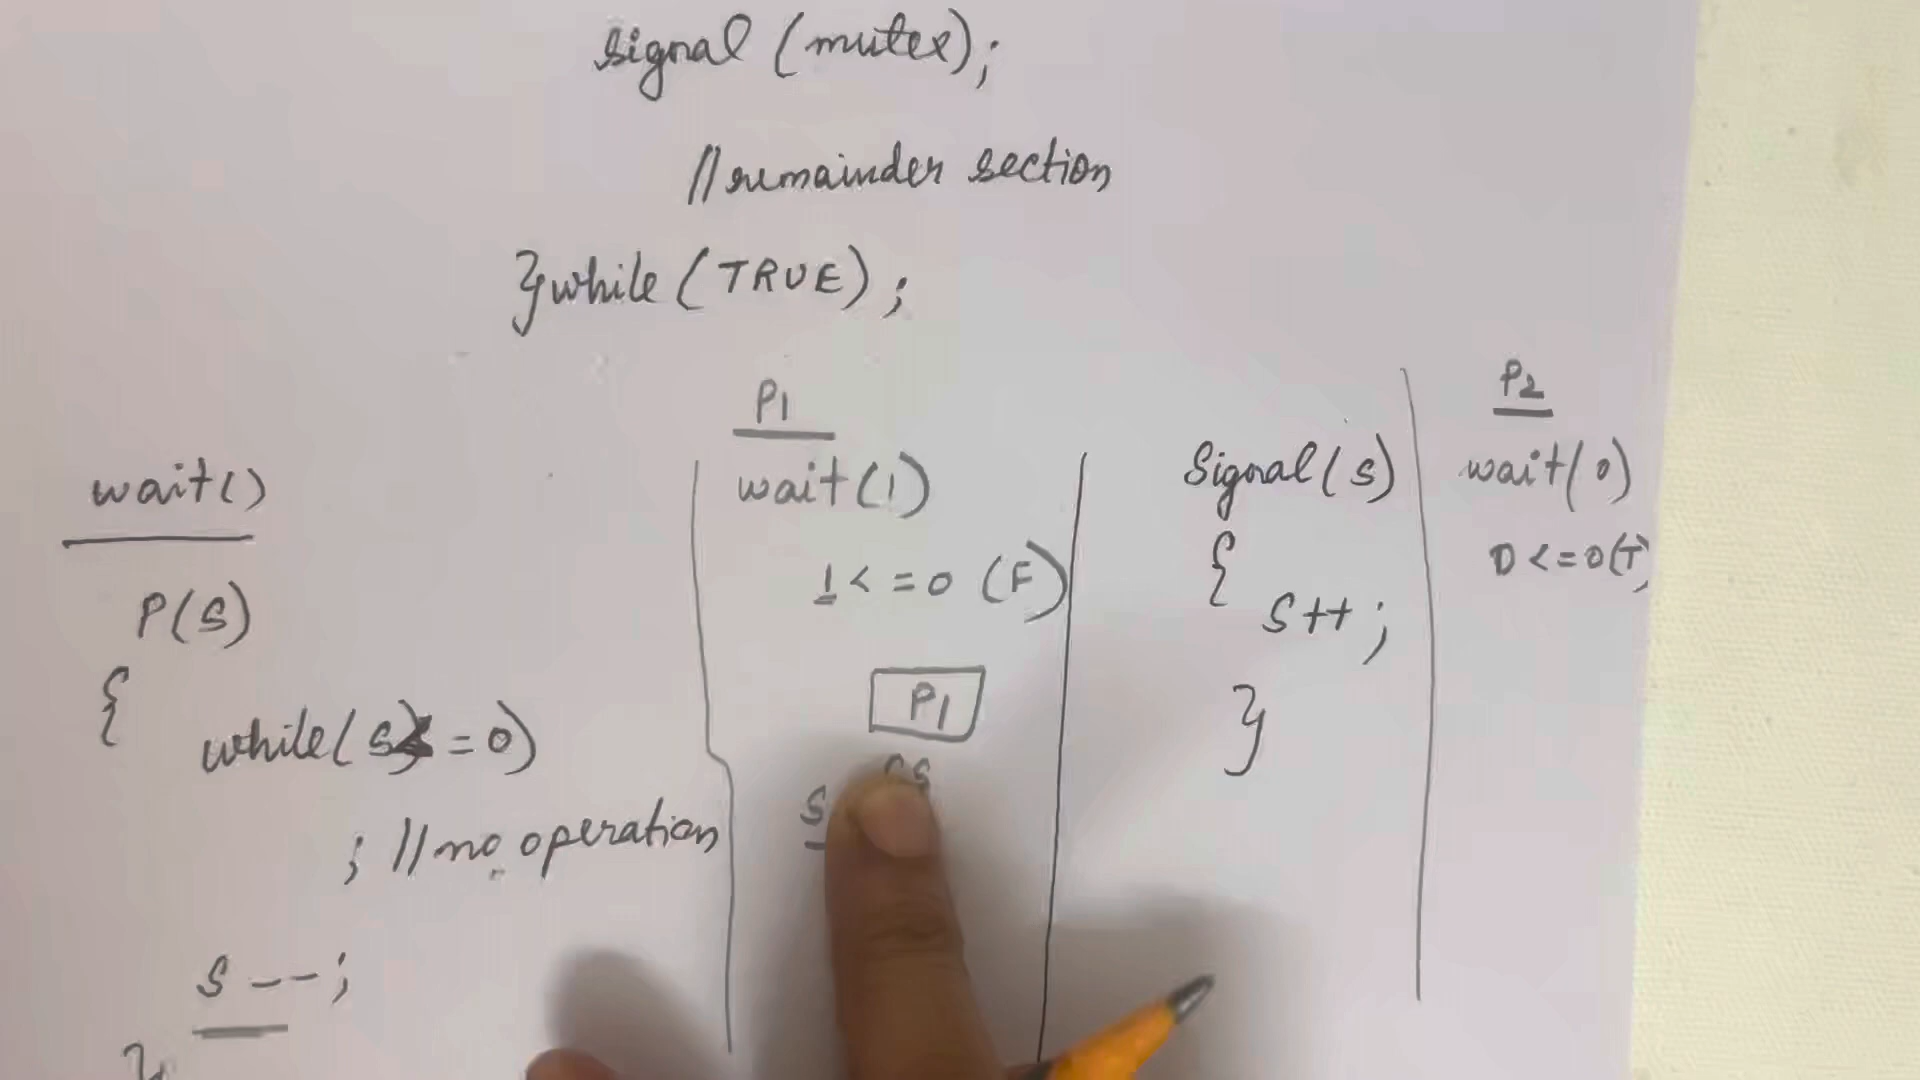 signal (mutex);
//remainder section
}while (TRUE);
wait()
P(S)
{
while(S<=0)
; //no operation
S--;
}
P1
wait(1)
1<=0 (F)
P1
CS
S
Signal(S)
{
S++;
}
P2
wait(0)
0<=0(T)